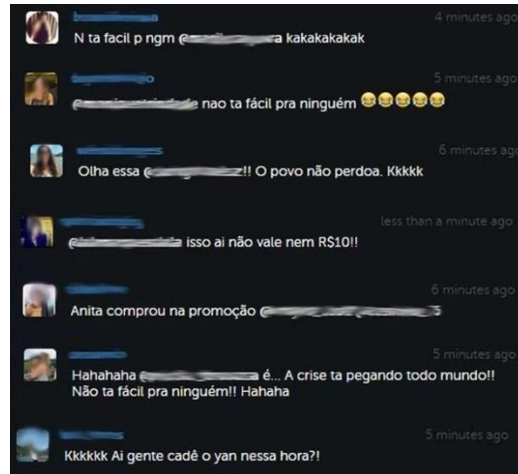 4 minutes ago
N ta facil p ngm @ a kakakakakak
5 minutes ago
@ nao ta fácil pra ninguém 😂😂😂😂😂
6 minutes ago
Olha essa @ !! O povo não perdoa. Kkkkk
less than a minute ago
@ isso ai não vale nem R$10!!
6 minutes ago
Anita comprou na promoção @
5 minutes ago
Hahahaha @ a é... A crise ta pegando todo mundo!!
Não ta fácil pra ninguém!! Hahaha
5 minutes ago
Kkkkkk Ai gente cadê o yan nessa hora?!